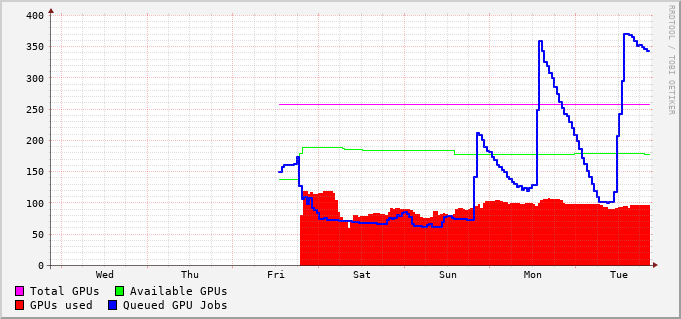 400
350
300
250
200
150
100
50
0
Wed Thu Fri Sat Sun Mon Tue
Total GPUs Available GPUs
GPUs used Queued GPU Jobs
RRDTOOL / TOBI OETIKER